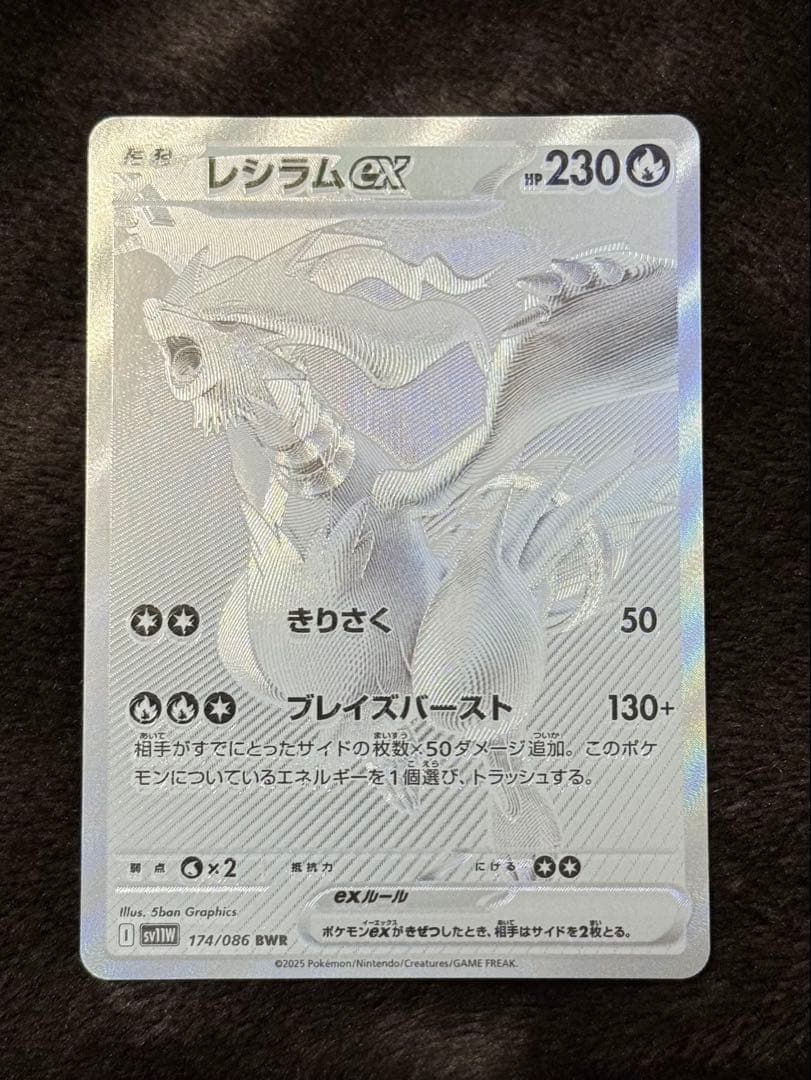 たね レシラムex HP230
きりさく 50
ブレイズバースト 130+
相手がすでにとったサイドの枚数×50ダメージ追加。このポケ
モンについているエネルギーを1個選び、トラッシュする。
弱点 ×2 抵抗力 にげる
exルール
Illus. 5ban Graphics
ポケモンexがきぜつしたとき、相手はサイドを2枚とる。
I sv11W 174/086 BWR
©2025 Pokémon/Nintendo/Creatures/GAME FREAK.